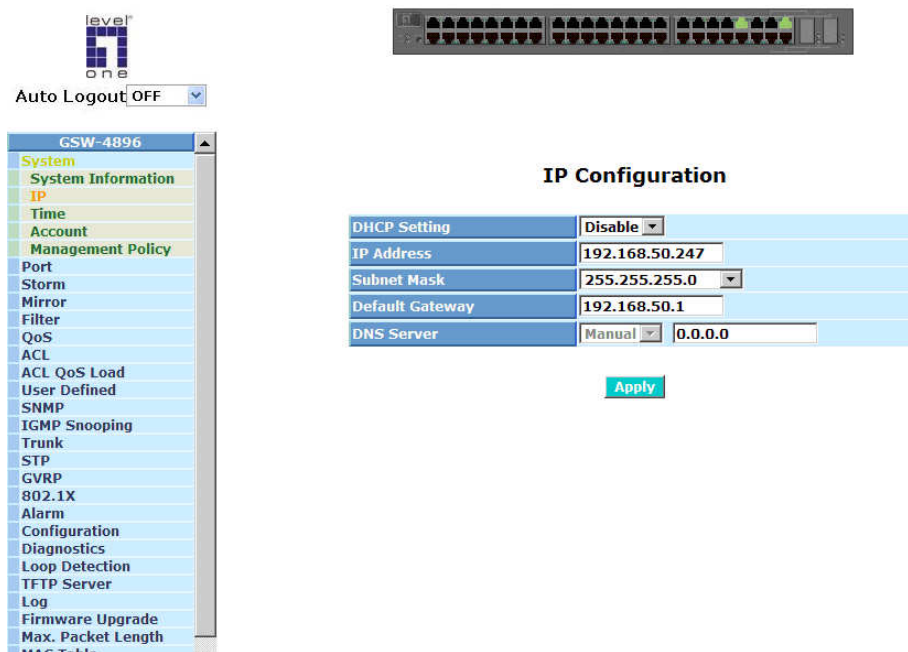 level
one
Auto Logout OFF
GSW-4896
System
System Information
IP
Time
Account
Management Policy
Port
Storm
Mirror
Filter
QoS
ACL
ACL QoS Load
User Defined
SNMP
IGMP Snooping
Trunk
STP
GVRP
802.1X
Alarm
Configuration
Diagnostics
Loop Detection
TFTP Server
Log
Firmware Upgrade
Max. Packet Length
MAC Table
IP Configuration
DHCP Setting Disable
IP Address 192.168.50.247
Subnet Mask 255.255.255.0
Default Gateway 192.168.50.1
DNS Server Manual 0.0.0.0
Apply